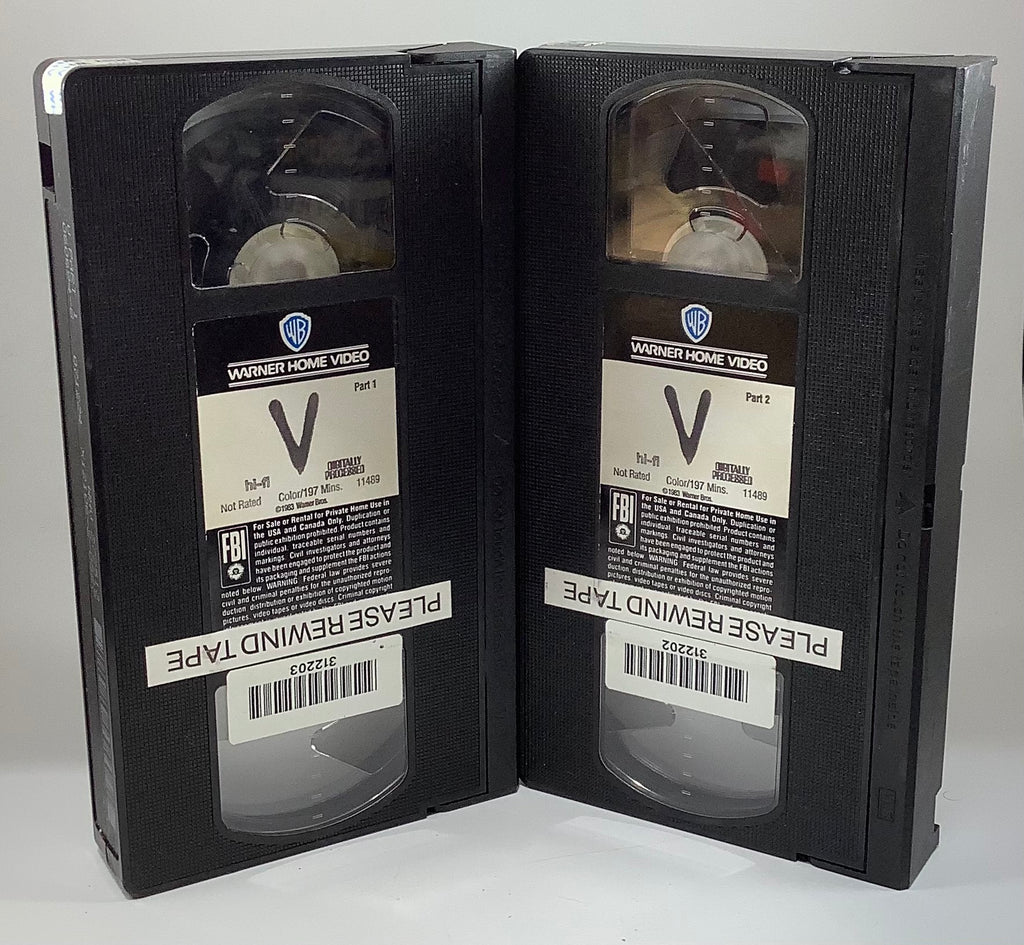 WB
WARNER HOME VIDEO
Part 1
V
hi-fi
DIGITALLY
PROCESSED
Not Rated
Color/197 Mins.
11489
©1983 Warner Bros.
FBI
For Sale or Rental for Private Home Use in
the USA and Canada Only. Duplication or
public exhibition prohibited. Product contains
individual, traceable serial numbers and
markings. Civil investigators and attorneys
have been engaged to protect the product and
its packaging and supplement the FBI actions
noted below. WARNING: Federal law provides severe
civil and criminal penalties for the unauthorized repro-
duction, distribution or exhibition of copyrighted motion
pictures, video tapes or video discs. Criminal copyright
PLEASE REWIND TAPE
312203
WB
WARNER HOME VIDEO
Part 2
V
hi-fi
DIGITALLY
PROCESSED
Not Rated
Color/197 Mins.
11489
©1983 Warner Bros.
FBI
For Sale or Rental for Private Home Use in
the USA and Canada Only. Duplication or
public exhibition prohibited. Product contains
individual, traceable serial numbers and
markings. Civil investigators and attorneys
have been engaged to protect the product and
its packaging and supplement the FBI actions
noted below. WARNING: Federal law provides severe
civil and criminal penalties for the unauthorized repro-
duction, distribution or exhibition of copyrighted motion
pictures, video tapes or video discs. Criminal copyright
PLEASE REWIND TAPE
312202